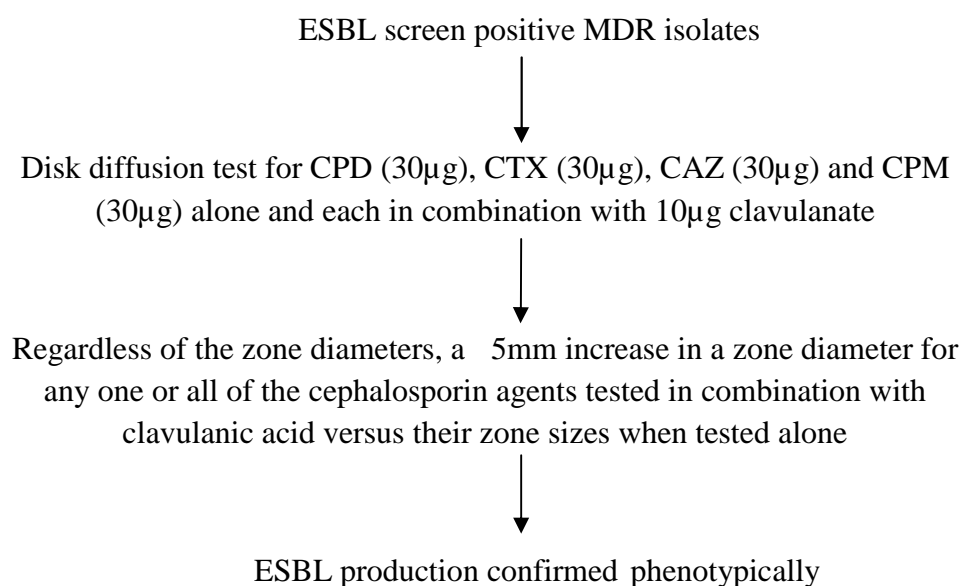 ESBL screen positive MDR isolates
Disk diffusion test for CPD (30µg), CTX (30µg), CAZ (30µg) and CPM
(30µg) alone and each in combination with 10µg clavulanate
Regardless of the zone diameters, a 5mm increase in a zone diameter for
any one or all of the cephalosporin agents tested in combination with
clavulanic acid versus their zone sizes when tested alone
ESBL production confirmed phenotypically